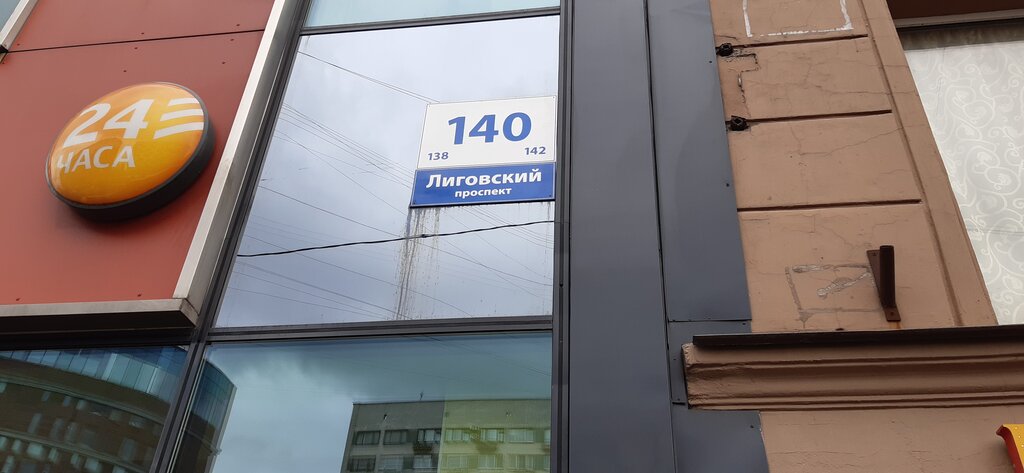 24
ЧАСА
140
138 142
Лиговский
проспект